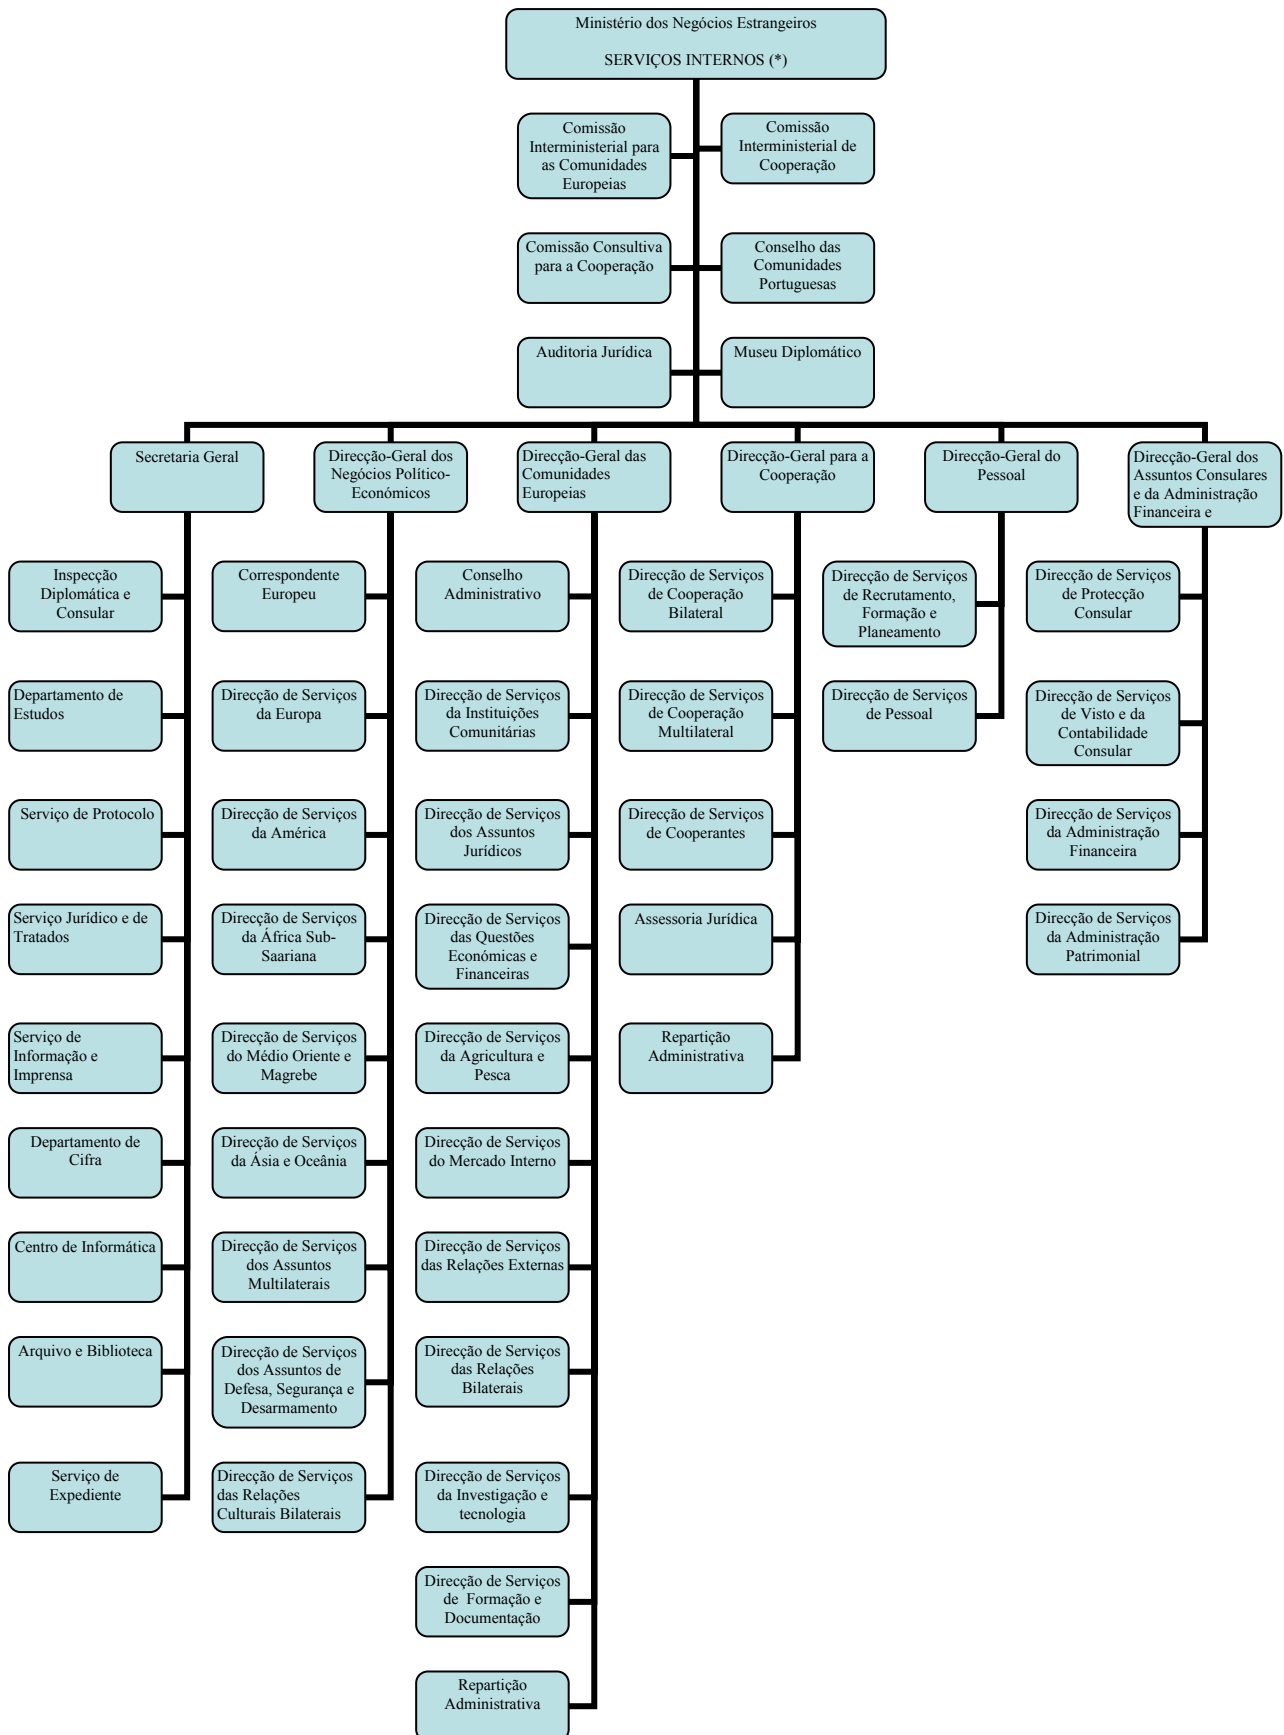 Ministério dos Negócios Estrangeiros
SERVIÇOS INTERNOS (*)
Comissão
Interministerial para
as Comunidades
Europeias
Comissão
Interministerial de
Cooperação
Comissão Consultiva
para a Cooperação
Conselho das
Comunidades
Portuguesas
Auditoria Jurídica
Museu Diplomático
Secretaria Geral
Direcção-Geral dos
Negócios Político-
Económicos
Direcção-Geral das
Comunidades
Europeias
Direcção-Geral para a
Cooperação
Direcção-Geral do
Pessoal
Direcção-Geral dos
Assuntos Consulares
e da Administração
Financeira e
Inspecção
Diplomática e
Consular
Departamento de
Estudos
Serviço de Protocolo
Serviço Jurídico e de
Tratados
Serviço de
Informação e
Imprensa
Departamento de
Cifra
Centro de Informática
Arquivo e Biblioteca
Serviço de
Expediente
Correspondente
Europeu
Direcção de Serviços
da Europa
Direcção de Serviços
da América
Direcção de Serviços
da África Sub-
Saariana
Direcção de Serviços
do Médio Oriente e
Magrebe
Direcção de Serviços
da Ásia e Oceânia
Direcção de Serviços
dos Assuntos
Multilaterais
Direcção de Serviços
dos Assuntos de
Defesa, Segurança e
Desarmamento
Direcção de Serviços
das Relações
Culturais Bilaterais
Conselho
Administrativo
Direcção de Serviços
da Instituições
Comunitárias
Direcção de Serviços
dos Assuntos
Jurídicos
Direcção de Serviços
das Questões
Económicas e
Financeiras
Direcção de Serviços
da Agricultura e
Pesca
Direcção de Serviços
do Mercado Interno
Direcção de Serviços
das Relações Externas
Direcção de Serviços
das Relações
Bilaterais
Direcção de Serviços
da Investigação e
tecnologia
Direcção de Serviços
de Formação e
Documentação
Repartição
Administrativa
Direcção de Serviços
de Cooperação
Bilateral
Direcção de Serviços
de Cooperação
Multilateral
Direcção de Serviços
de Cooperantes
Assessoria Jurídica
Repartição
Administrativa
Direcção de Serviços
de Recrutamento,
Formação e
Planeamento
Direcção de Serviços
de Pessoal
Direcção de Serviços
de Protecção
Consular
Direcção de Serviços
de Visto e da
Contabilidade
Consular
Direcção de Serviços
da Administração
Financeira
Direcção de Serviços
da Administração
Patrimonial